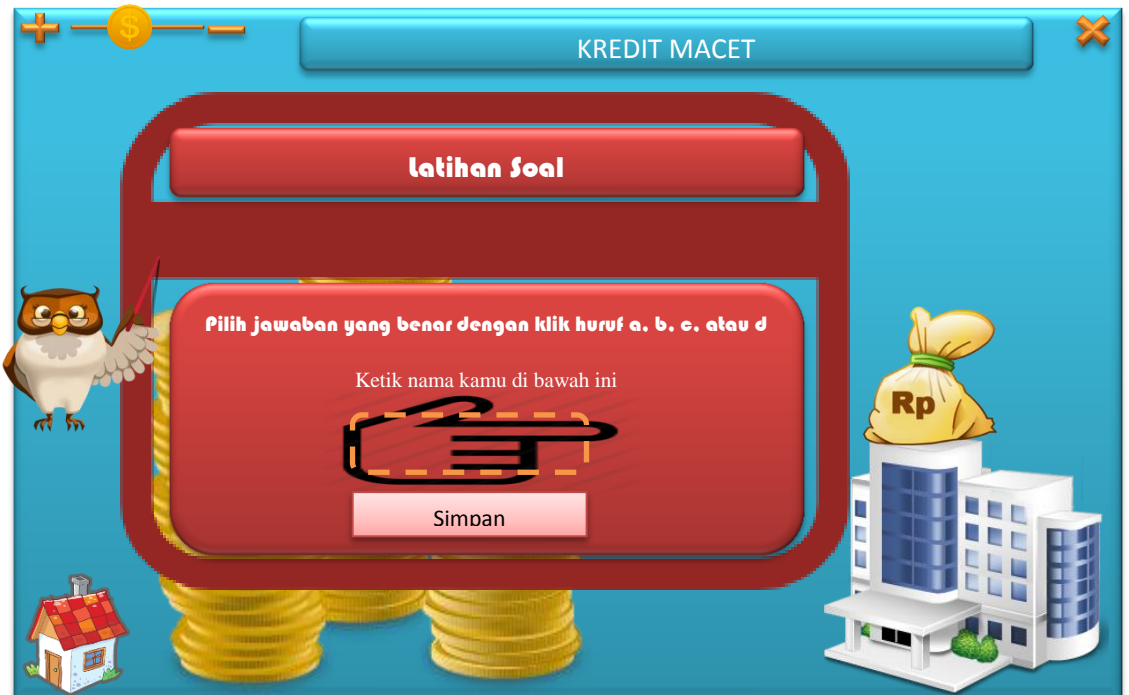 KREDIT MACET
Latihan Soal
Pilih jawaban yang benar dengan klik huruf a, b, c, atau d
Ketik nama kamu di bawah ini
Simpan
Rp